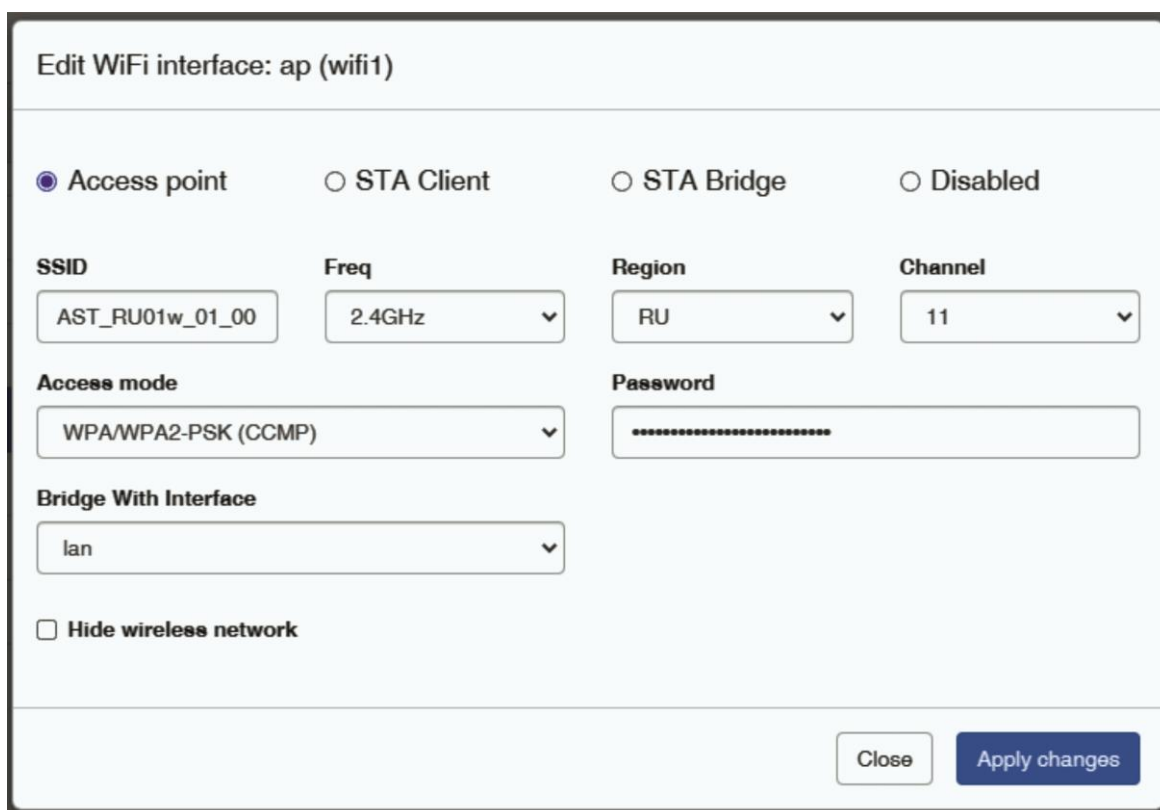 Edit WiFi interface: ap (wifi1)
Access point STA Client STA Bridge Disabled
SSID Freq Region Channel
AST_RU01w_01_00 2.4GHz RU 11
Access mode Password
WPA/WPA2-PSK (CCMP) ••••••••••••••••••••••••••
Bridge With Interface
lan
Hide wireless network
Close Apply changes